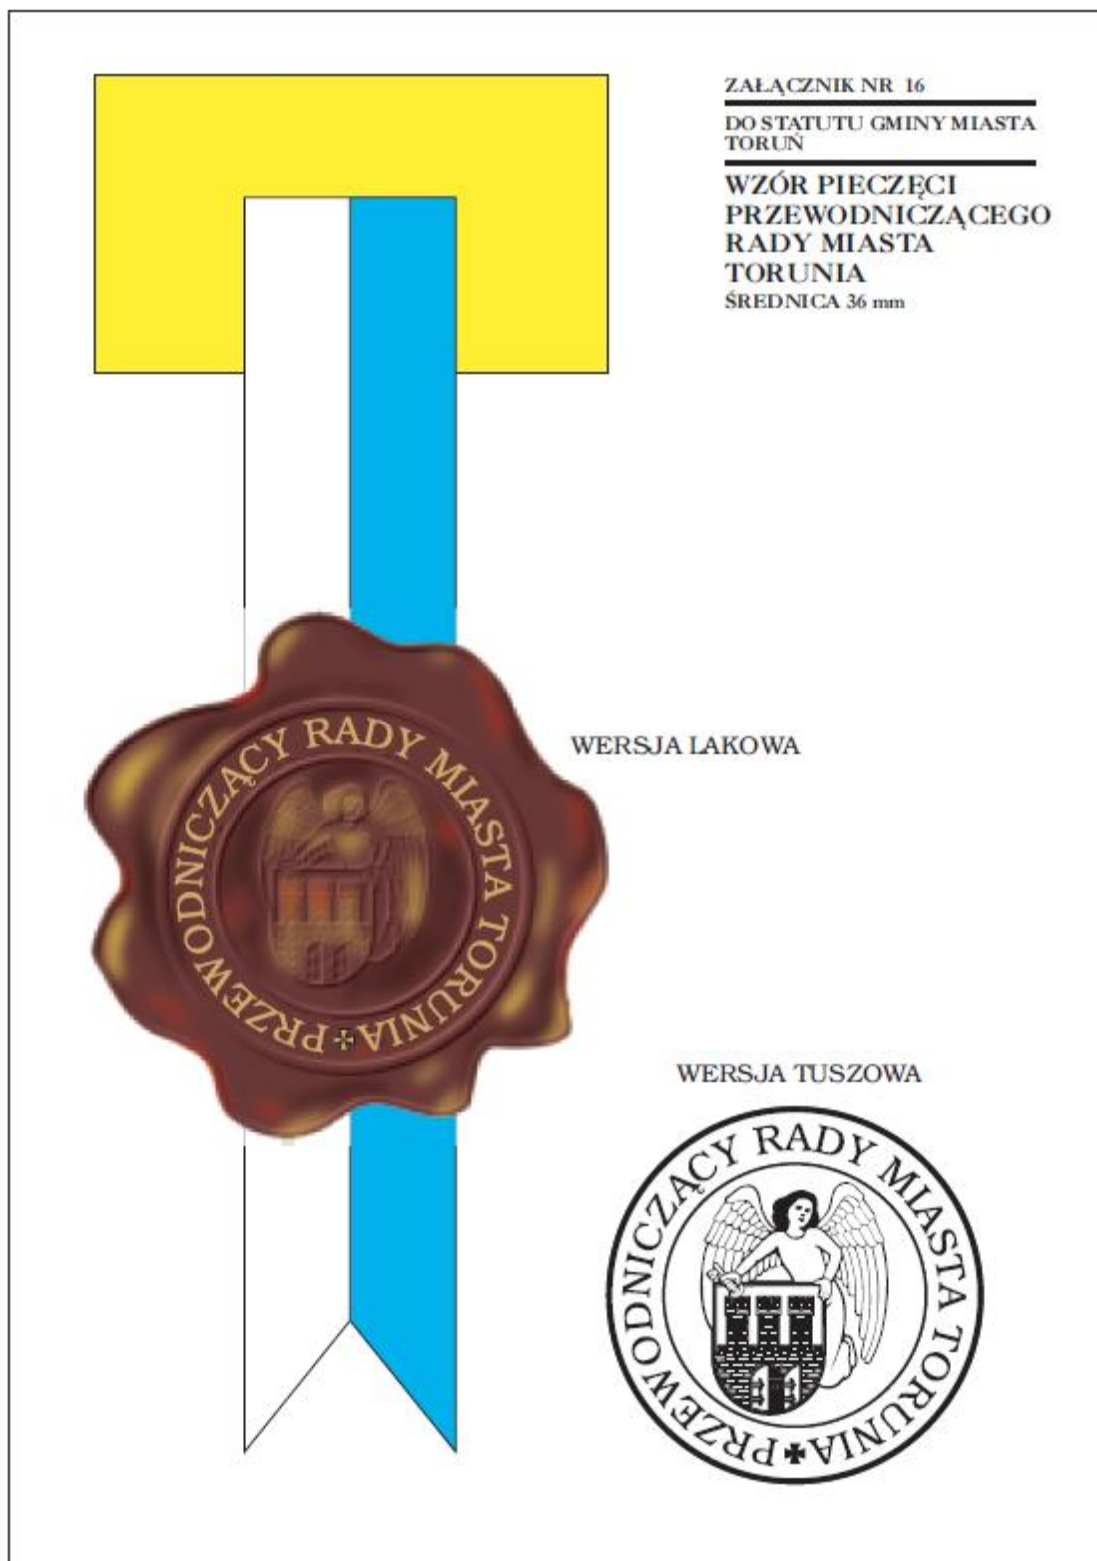 ZAŁĄCZNIK NR 16
DO STATUTU GMINY MIASTA
TORUŃ
WZÓR PIECZĘCI
PRZEWODNICZĄCEGO
RADY MIASTA
TORUNIA
ŚREDNICA 36 mm
WERSJA LAKOWA
PRZEWODNICZĄCY RADY MIASTA TORUNIA
WERSJA TUSZOWA
PRZEWODNICZĄCY RADY MIASTA TORUNIA